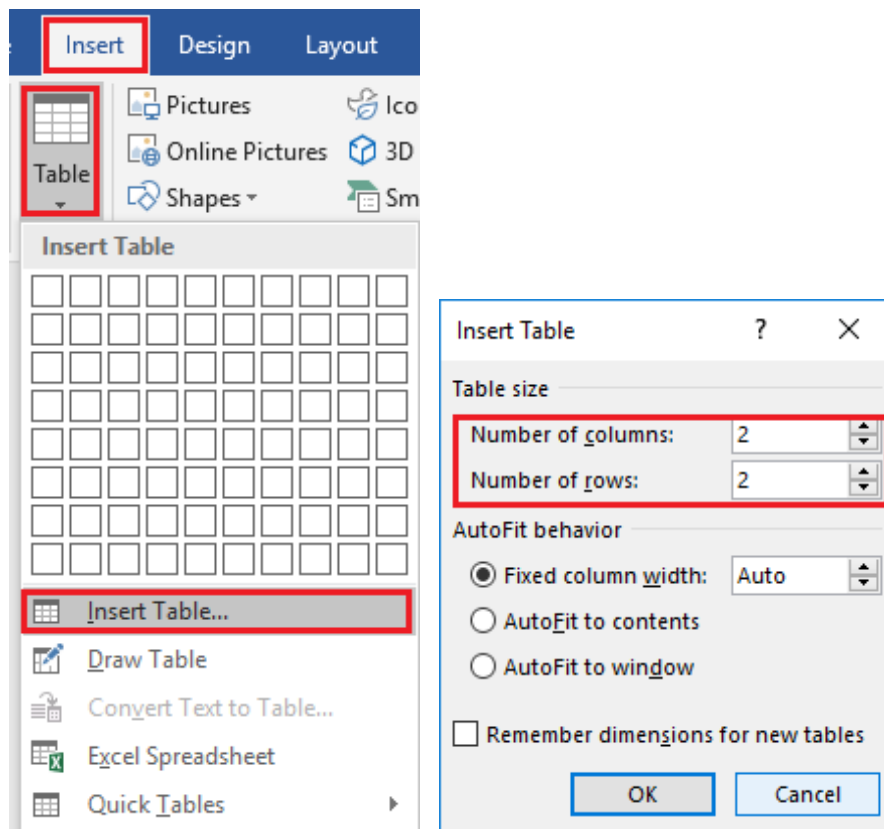 Insert Design Layout
Pictures Ico
Online Pictures 3D
Table
Shapes Sm
Insert Table
Insert Table...
Draw Table
Convert Text to Table...
Excel Spreadsheet
Quick Tables
Insert Table ?
Table size
Number of columns: 2
Number of rows: 2
AutoFit behavior
Fixed column width: Auto
AutoFit to contents
AutoFit to window
Remember dimensions for new tables
OK Cancel